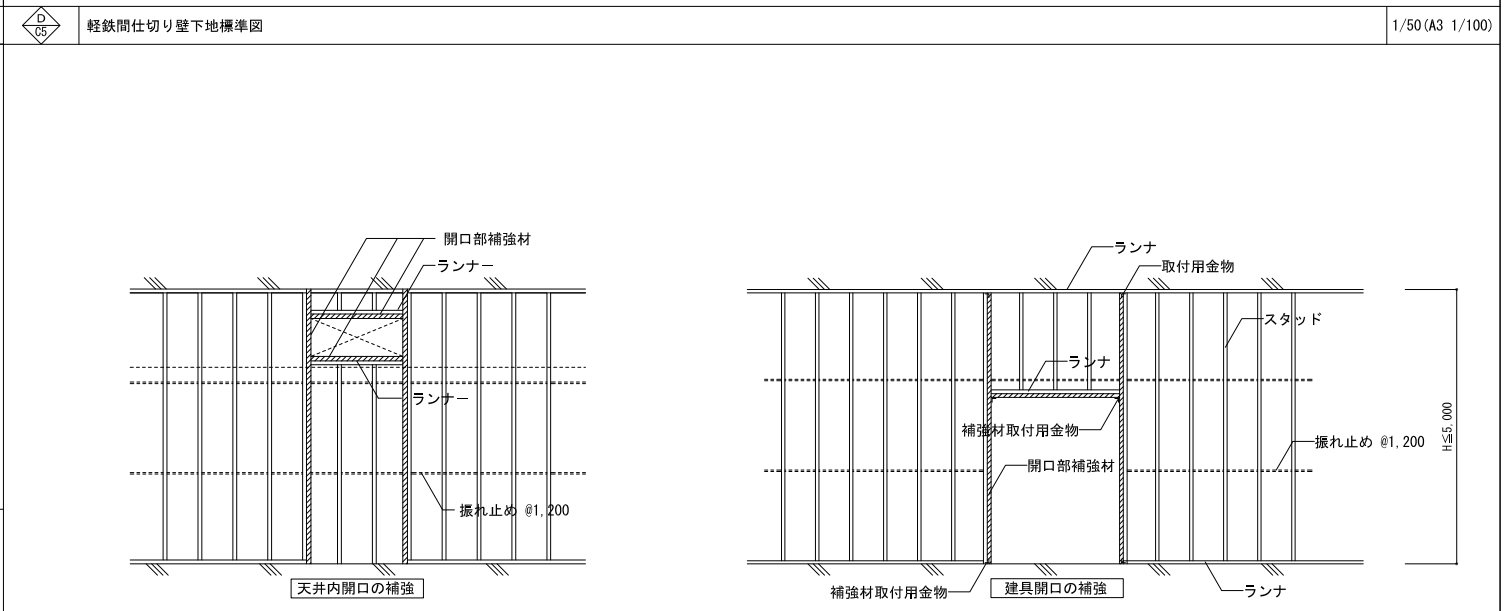 D
C5
軽鉄間仕切り壁下地標準図
1/50(A3 1/100)
開口部補強材
ランナー
ランナー
振れ止め @1,200
天井内開口の補強
ランナ
取付用金物
スタッド
ランナ
補強材取付用金物
振れ止め @1,200
H≦5,000
開口部補強材
補強材取付用金物
建具開口の補強
ランナ